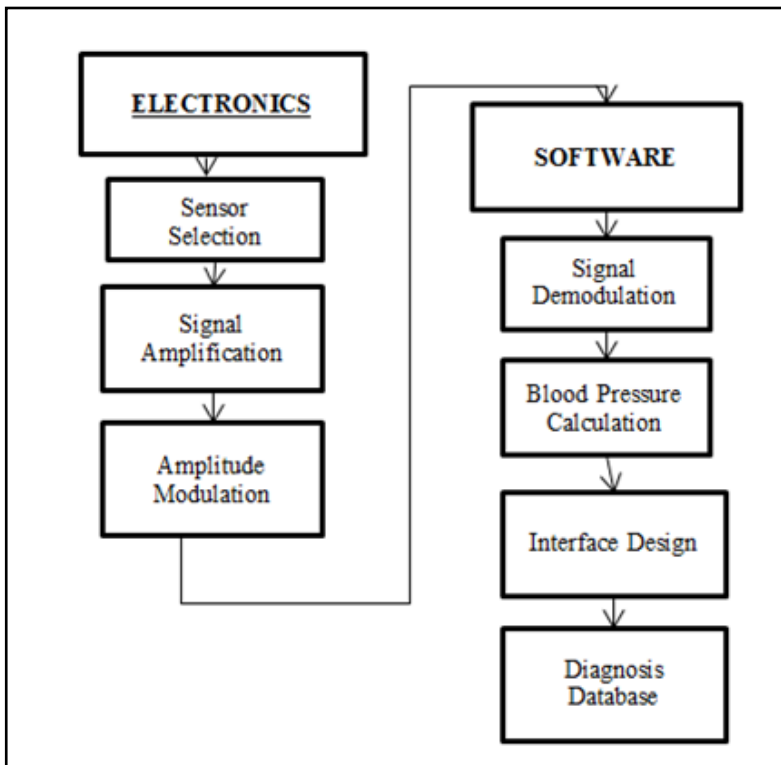 ELECTRONICS
Sensor
Selection
Signal
Amplification
Amplitude
Modulation
SOFTWARE
Signal
Demodulation
Blood Pressure
Calculation
Interface Design
Diagnosis
Database